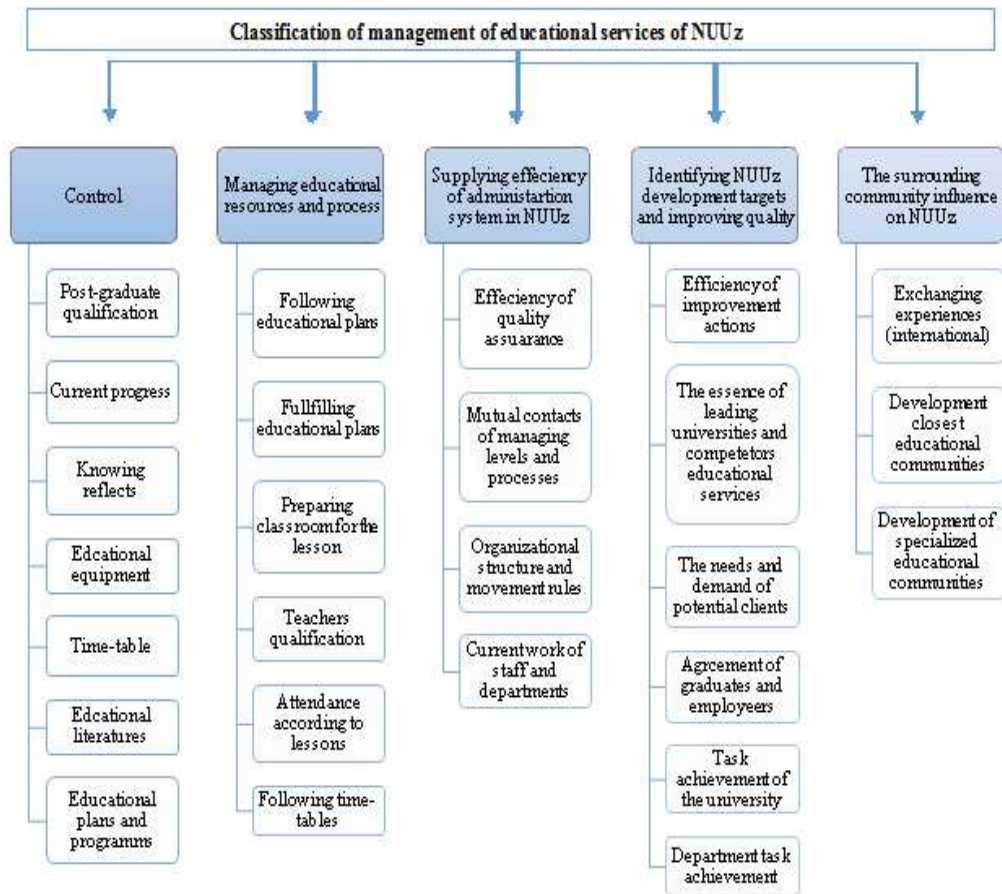 Classification of management of educational services of NUUz
Control
Post-graduate
qualification
Current progress
Knowing
reflects
Edcational
equipment
Time-table
Edcational
literatures
Educational
plans and
programms
Managing educational
resources and process
Following
educational plans
Fullfilling
educational plans
Preparing
classroom for the
lesson
Teachers
qualification
Attendance
according to
lessons
Following time-
tables
Supplying effeciency
of administartion
system in NUUz
Effeciency of
quality
assuarance
Mutual contacts
of managing
levels and
processes
Organizational
structure and
movement rules
Current work of
staff and
departments
Identifying NUUz
development targets
and improving quality
Efficiency of
improvement
actions
The essence of
leading
universities and
competetors
educational
services
The needs and
demand of
potential clients
Agreement of
graduates and
employeers
Task
achievement of
the university
Department task
achievement
The surrounding
community influence
on NUUz
Exchanging
experiences
(international)
Development
closest
educational
communities
Development of
specialized
educational
communities